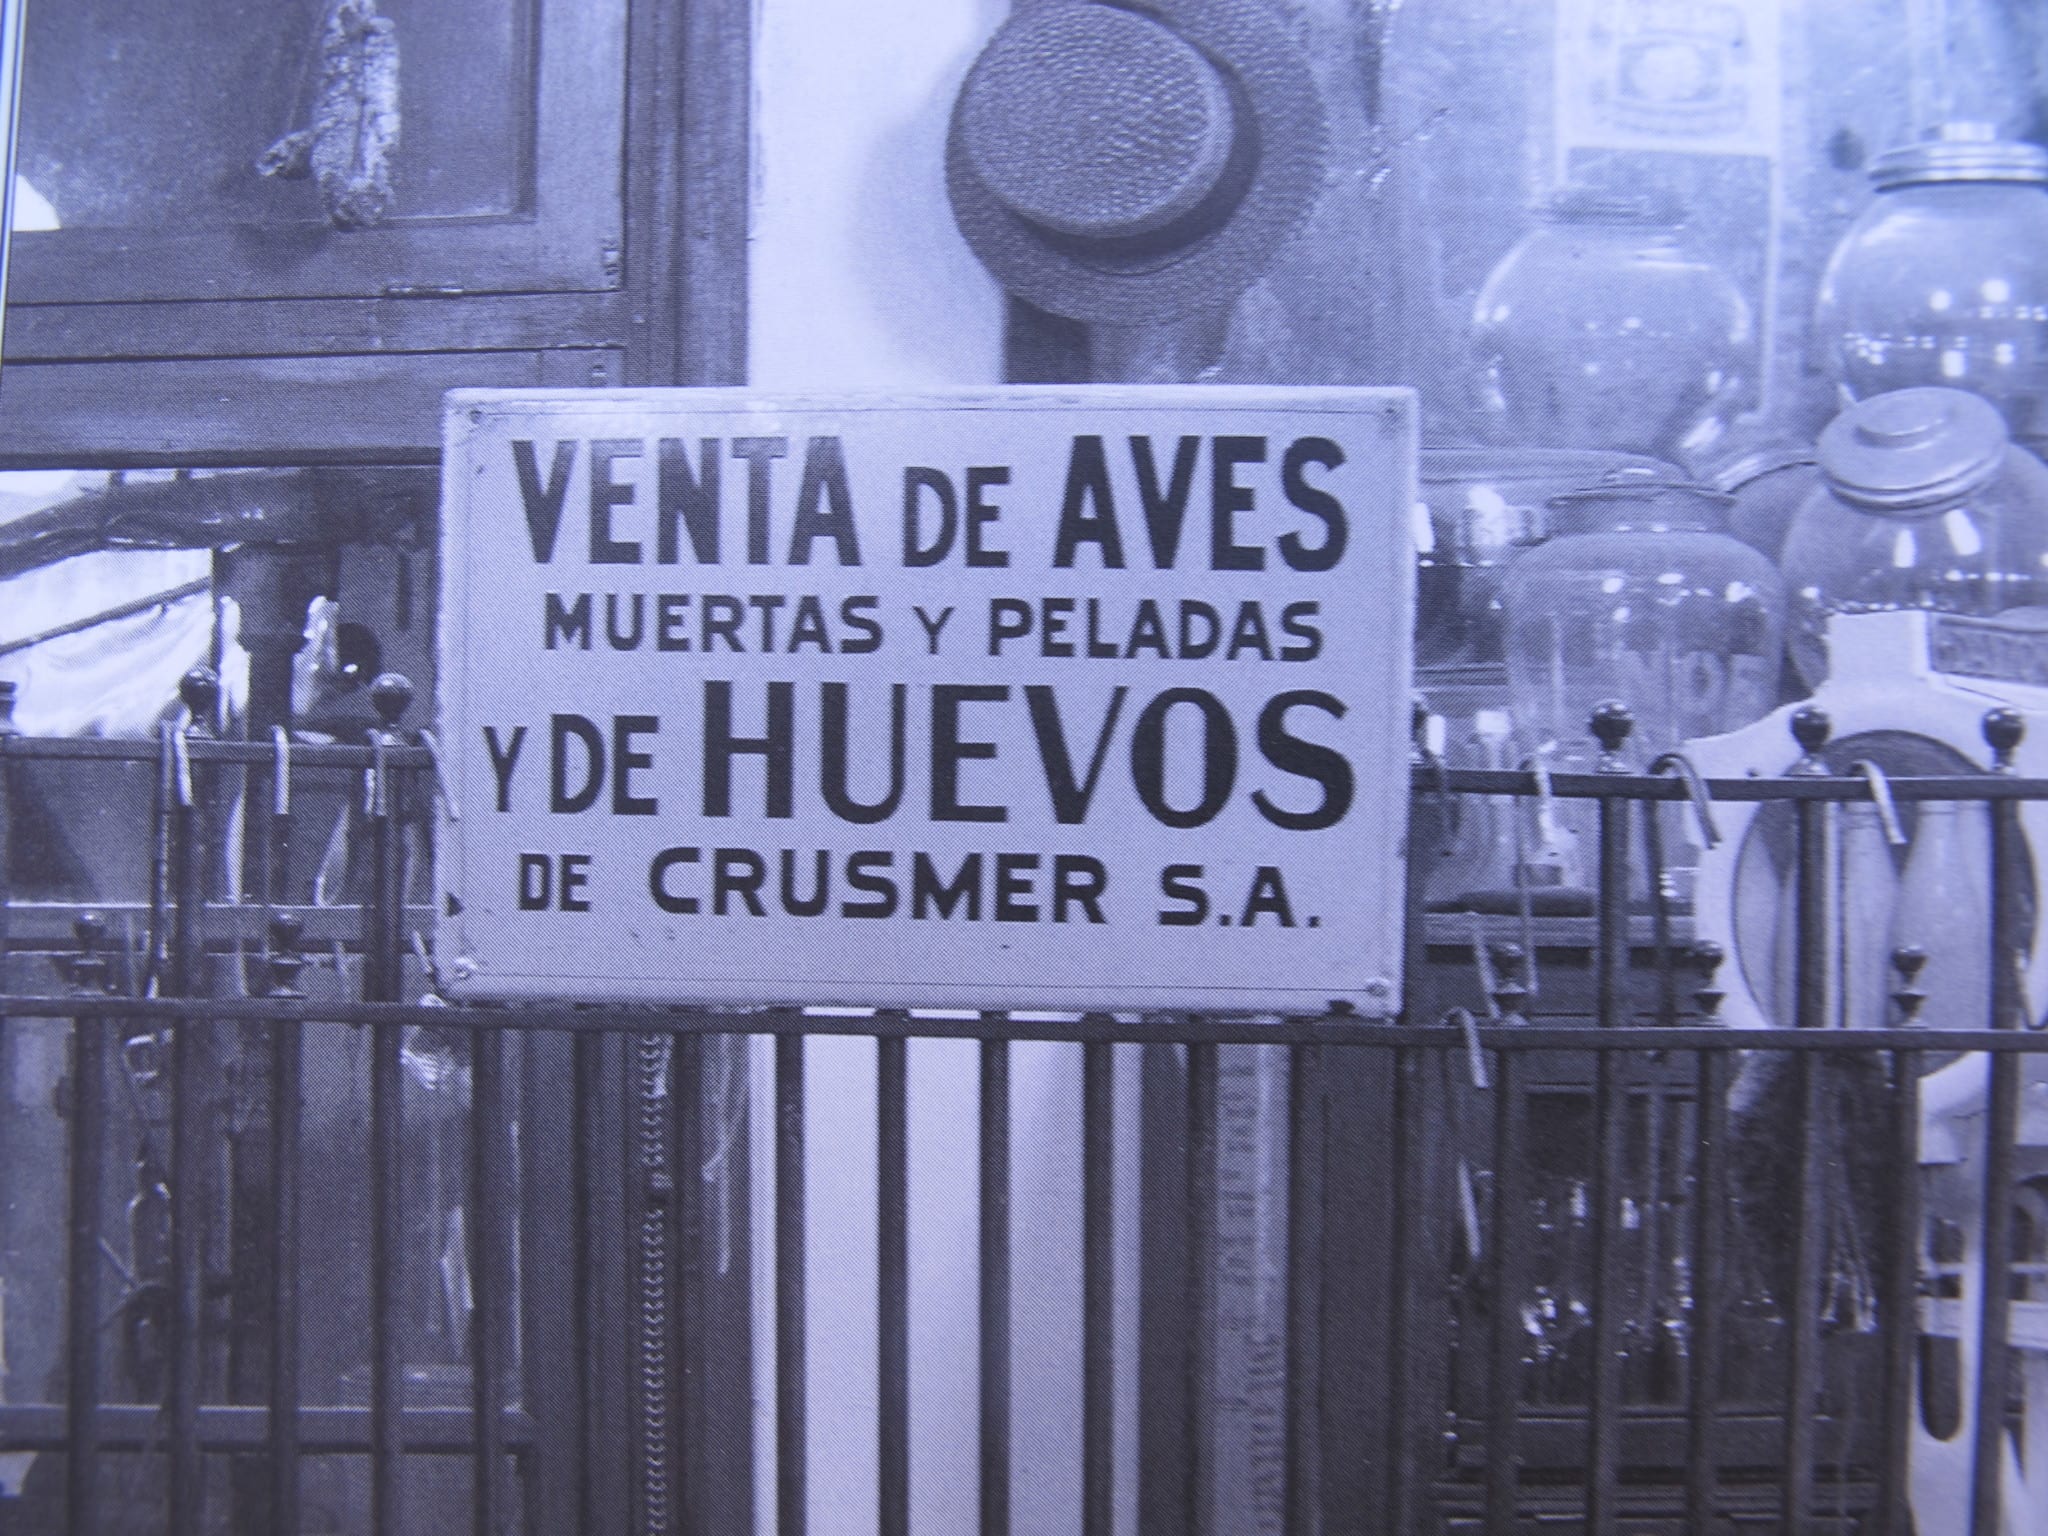 VENTA DE AVES
MUERTAS Y PELADAS
Y DE HUEVOS
DE CRUSMER S.A.